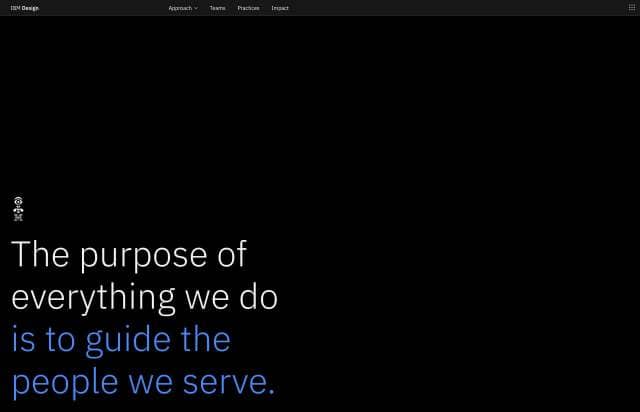 IBM Design
Approach
Teams
Practices
Impact
The purpose of
everything we do
is to guide the
people we serve.